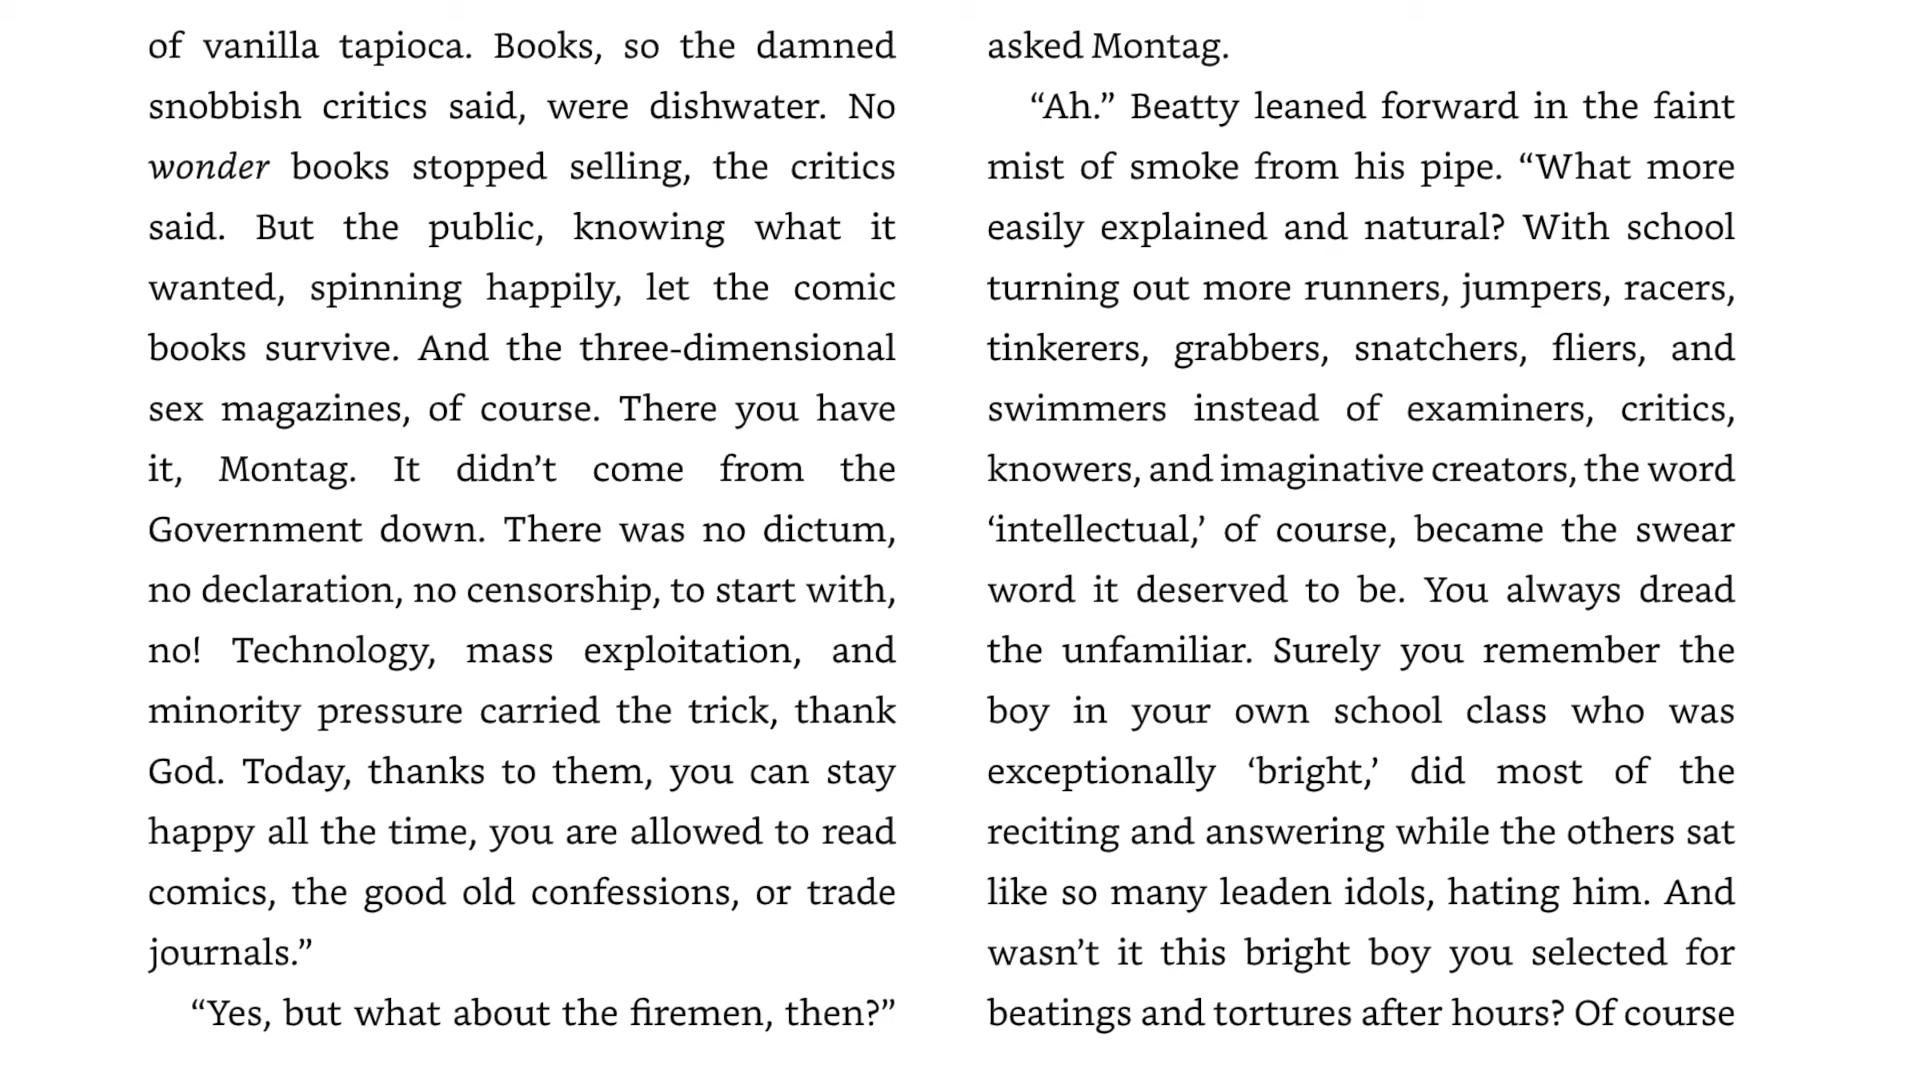 of vanilla tapioca. Books, so the damned
snobbish critics said, were dishwater. No
wonder books stopped selling, the critics
said. But the public, knowing what it
wanted, spinning happily, let the comic
books survive. And the three-dimensional
sex magazines, of course. There you have
it, Montag. It didn’t come from the
Government down. There was no dictum,
no declaration, no censorship, to start with,
no! Technology, mass exploitation, and
minority pressure carried the trick, thank
God. Today, thanks to them, you can stay
happy all the time, you are allowed to read
comics, the good old confessions, or trade
journals.”
“Yes, but what about the firemen, then?”
asked Montag.
“Ah.” Beatty leaned forward in the faint
mist of smoke from his pipe. “What more
easily explained and natural? With school
turning out more runners, jumpers, racers,
tinkerers, grabbers, snatchers, fliers, and
swimmers instead of examiners, critics,
knowers, and imaginative creators, the word
‘intellectual,’ of course, became the swear
word it deserved to be. You always dread
the unfamiliar. Surely you remember the
boy in your own school class who was
exceptionally ‘bright,’ did most of the
reciting and answering while the others sat
like so many leaden idols, hating him. And
wasn’t it this bright boy you selected for
beatings and tortures after hours? Of course